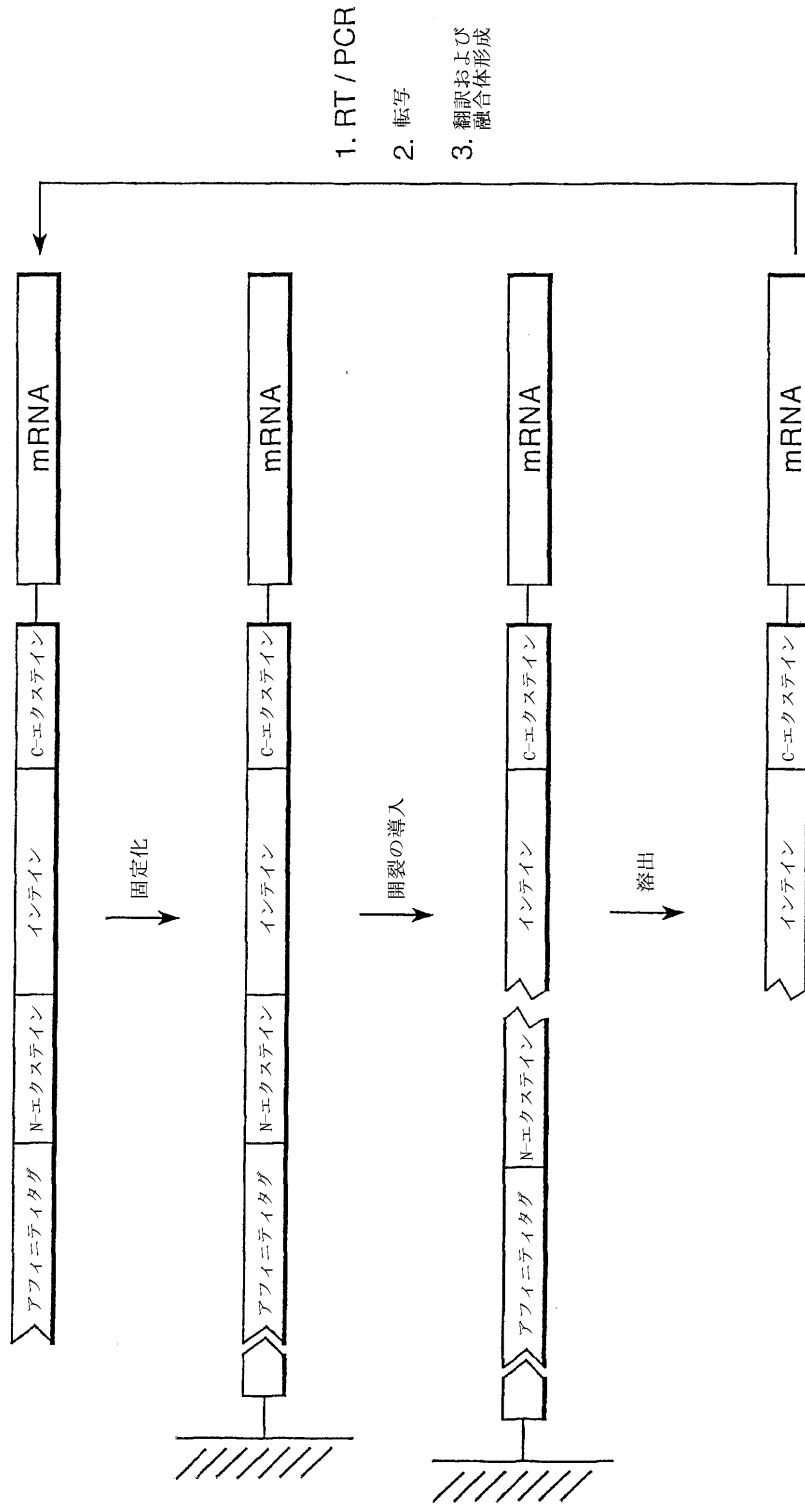 アフィニティタグ N-エクステイン インテイン C-エクステイン mRNA
固定化
アフィニティタグ N-エクステイン インテイン C-エクステイン mRNA
開裂の導入
アフィニティタグ N-エクステイン インテイン C-エクステイン mRNA
溶出
インテイン C-エクステイン mRNA
1. RT / PCR
2. 転写
3. 翻訳および
融合体形成